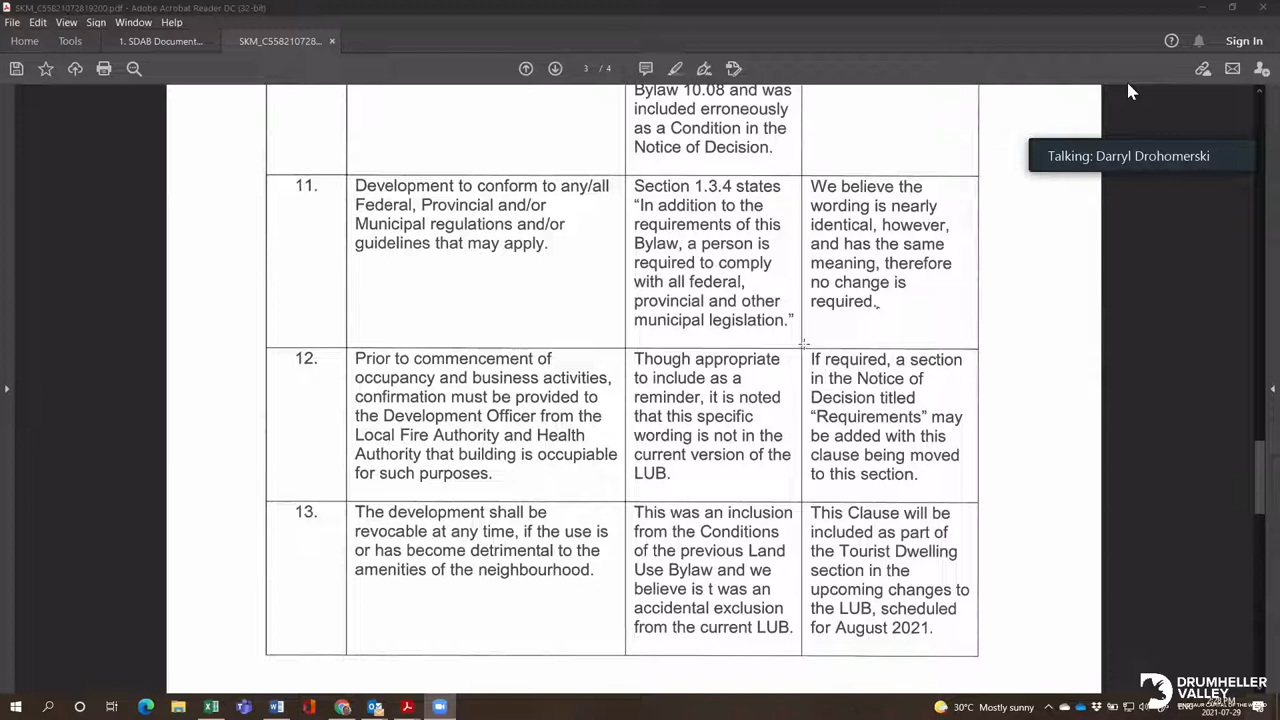 SKM_C55821072819200.pdf - Adobe Acrobat Reader DC (32-bit)
File Edit View Sign Window Help
Home Tools 1. SDAB Document... SKM_C558210728... × Sign In
3 / 4
Talking: Darryl Drohomerski
Bylaw 10.08 and was
included erroneously
as a Condition in the
Notice of Decision.
11.
Development to conform to any/all
Federal, Provincial and/or
Municipal regulations and/or
guidelines that may apply.
Section 1.3.4 states
“In addition to the
requirements of this
Bylaw, a person is
required to comply
with all federal,
provincial and other
municipal legislation.”
We believe the
wording is nearly
identical, however,
and has the same
meaning, therefore
no change is
required.
12.
Prior to commencement of
occupancy and business activities,
confirmation must be provided to
the Development Officer from the
Local Fire Authority and Health
Authority that building is occupiable
for such purposes.
Though appropriate
to include as a
reminder, it is noted
that this specific
wording is not in the
current version of the
LUB.
If required, a section
in the Notice of
Decision titled
“Requirements” may
be added with this
clause being moved
to this section.
13.
The development shall be
revocable at any time, if the use is
or has become detrimental to the
amenities of the neighbourhood.
This was an inclusion
from the Conditions
of the previous Land
Use Bylaw and we
believe is t was an
accidental exclusion
from the current LUB.
This Clause will be
included as part of
the Tourist Dwelling
section in the
upcoming changes to
the LUB, scheduled
for August 2021.
DRUMHELLER
VALLEY
30°C Mostly sunny
ENG
2021-07-29